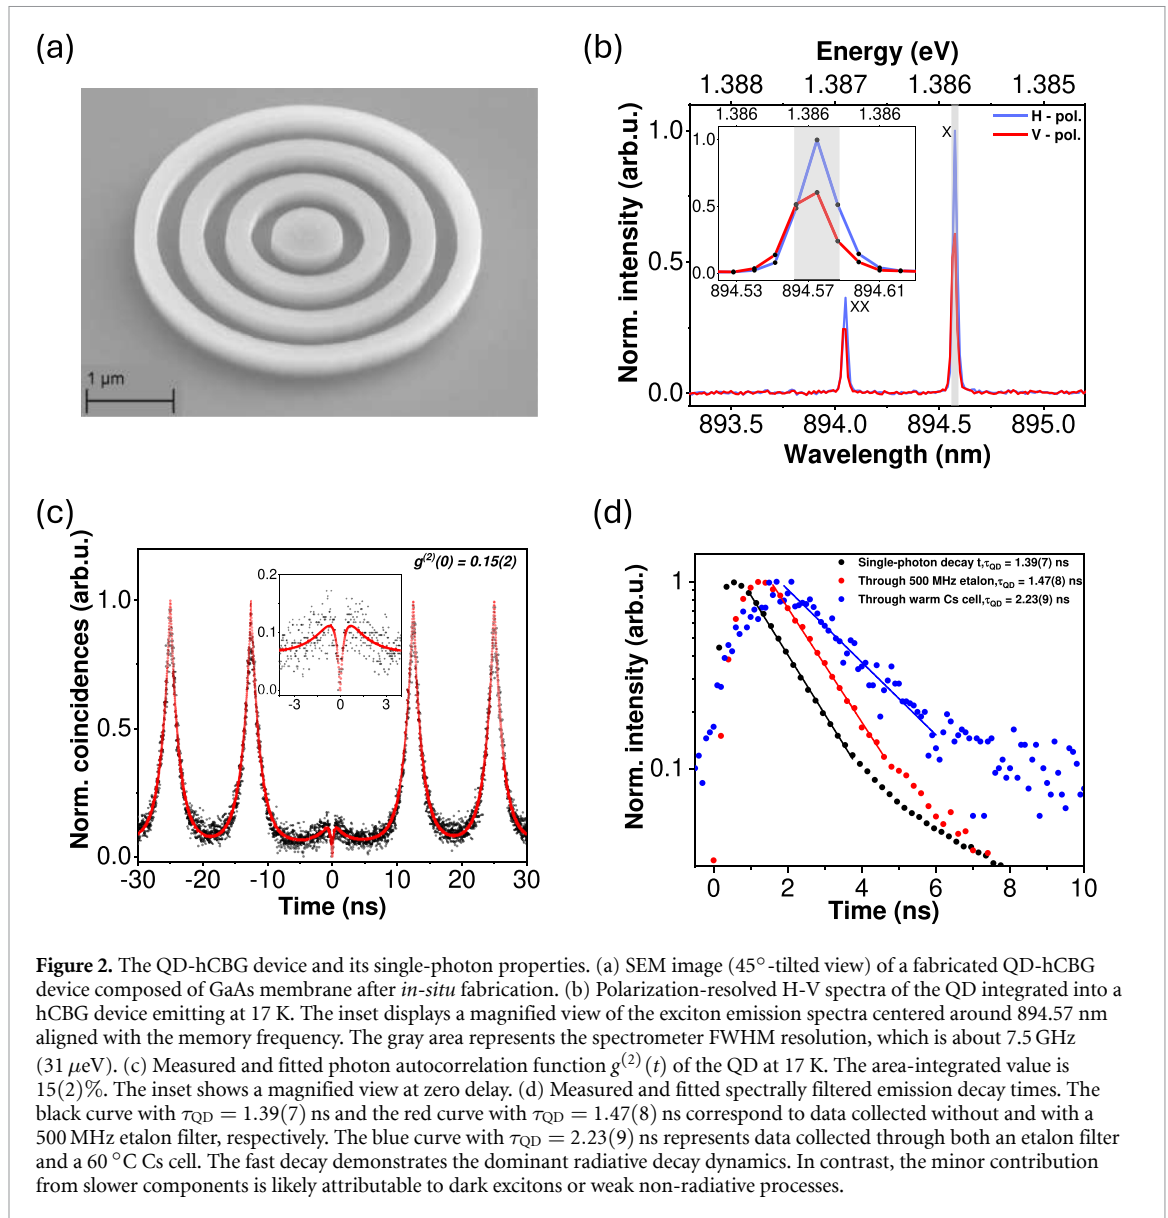 (a)
1 µm
(b)
Energy (eV)
1.388 1.387 1.386 1.385
H - pol.
V - pol.
X
XX
1.386 1.386 1.386
1.0
0.5
0.0
894.53 894.57 894.61
Norm. intensity (arb.u.)
1.0
0.5
0.0
893.5 894.0 894.5 895.0
Wavelength (nm)
(c)
g(2)(0) = 0.15(2)
0.2
0.1
0.0
-3 0 3
Norm. coincidences (arb.u.)
1.0
0.5
0.0
-30 -20 -10 0 10 20 30
Time (ns)
(d)
Single-photon decay t,τQD = 1.39(7) ns
Through 500 MHz etalon,τQD = 1.47(8) ns
Through warm Cs cell,τQD = 2.23(9) ns
Norm. intensity (arb.u.)
1
0.1
0 2 4 6 8 10
Time (ns)
Figure 2. The QD-hCBG device and its single-photon properties. (a) SEM image (45°-tilted view) of a fabricated QD-hCBG
device composed of GaAs membrane after in-situ fabrication. (b) Polarization-resolved H-V spectra of the QD integrated into a
hCBG device emitting at 17 K. The inset displays a magnified view of the exciton emission spectra centered around 894.57 nm
aligned with the memory frequency. The gray area represents the spectrometer FWHM resolution, which is about 7.5 GHz
(31 µeV). (c) Measured and fitted photon autocorrelation function g(2)(t) of the QD at 17 K. The area-integrated value is
15(2)%. The inset shows a magnified view at zero delay. (d) Measured and fitted spectrally filtered emission decay times. The
black curve with τQD = 1.39(7) ns and the red curve with τQD = 1.47(8) ns correspond to data collected without and with a
500 MHz etalon filter, respectively. The blue curve with τQD = 2.23(9) ns represents data collected through both an etalon filter
and a 60 °C Cs cell. The fast decay demonstrates the dominant radiative decay dynamics. In contrast, the minor contribution
from slower components is likely attributable to dark excitons or weak non-radiative processes.